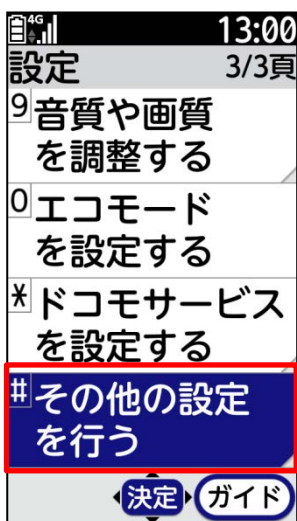 4G 13:00
設定 3/3頁
9 音質や画質
を調整する
0 エコモード
を設定する
* ドコモサービス
を設定する
# その他の設定
を行う
決定 ガイド